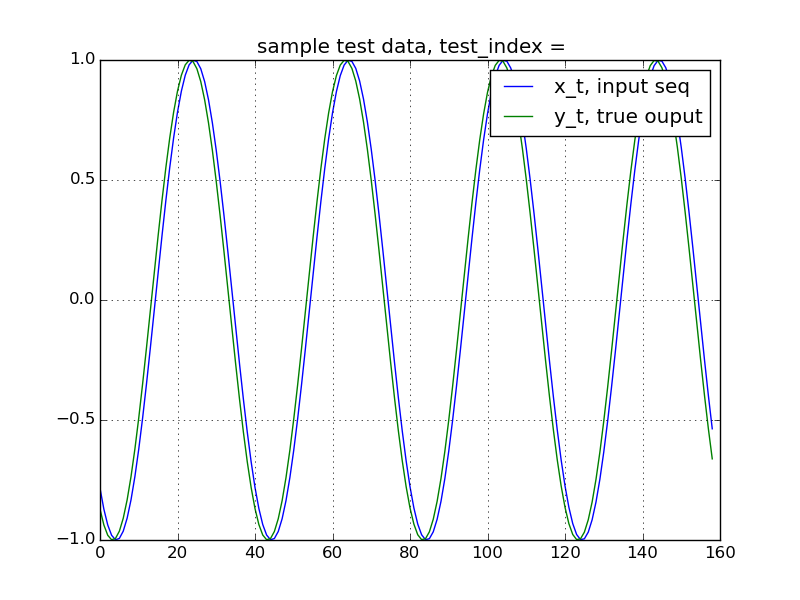 sample test data, test_index =
x_t, input seq
y_t, true ouput
1.0
0.5
0.0
−0.5
−1.0
0 20 40 60 80 100 120 140 160